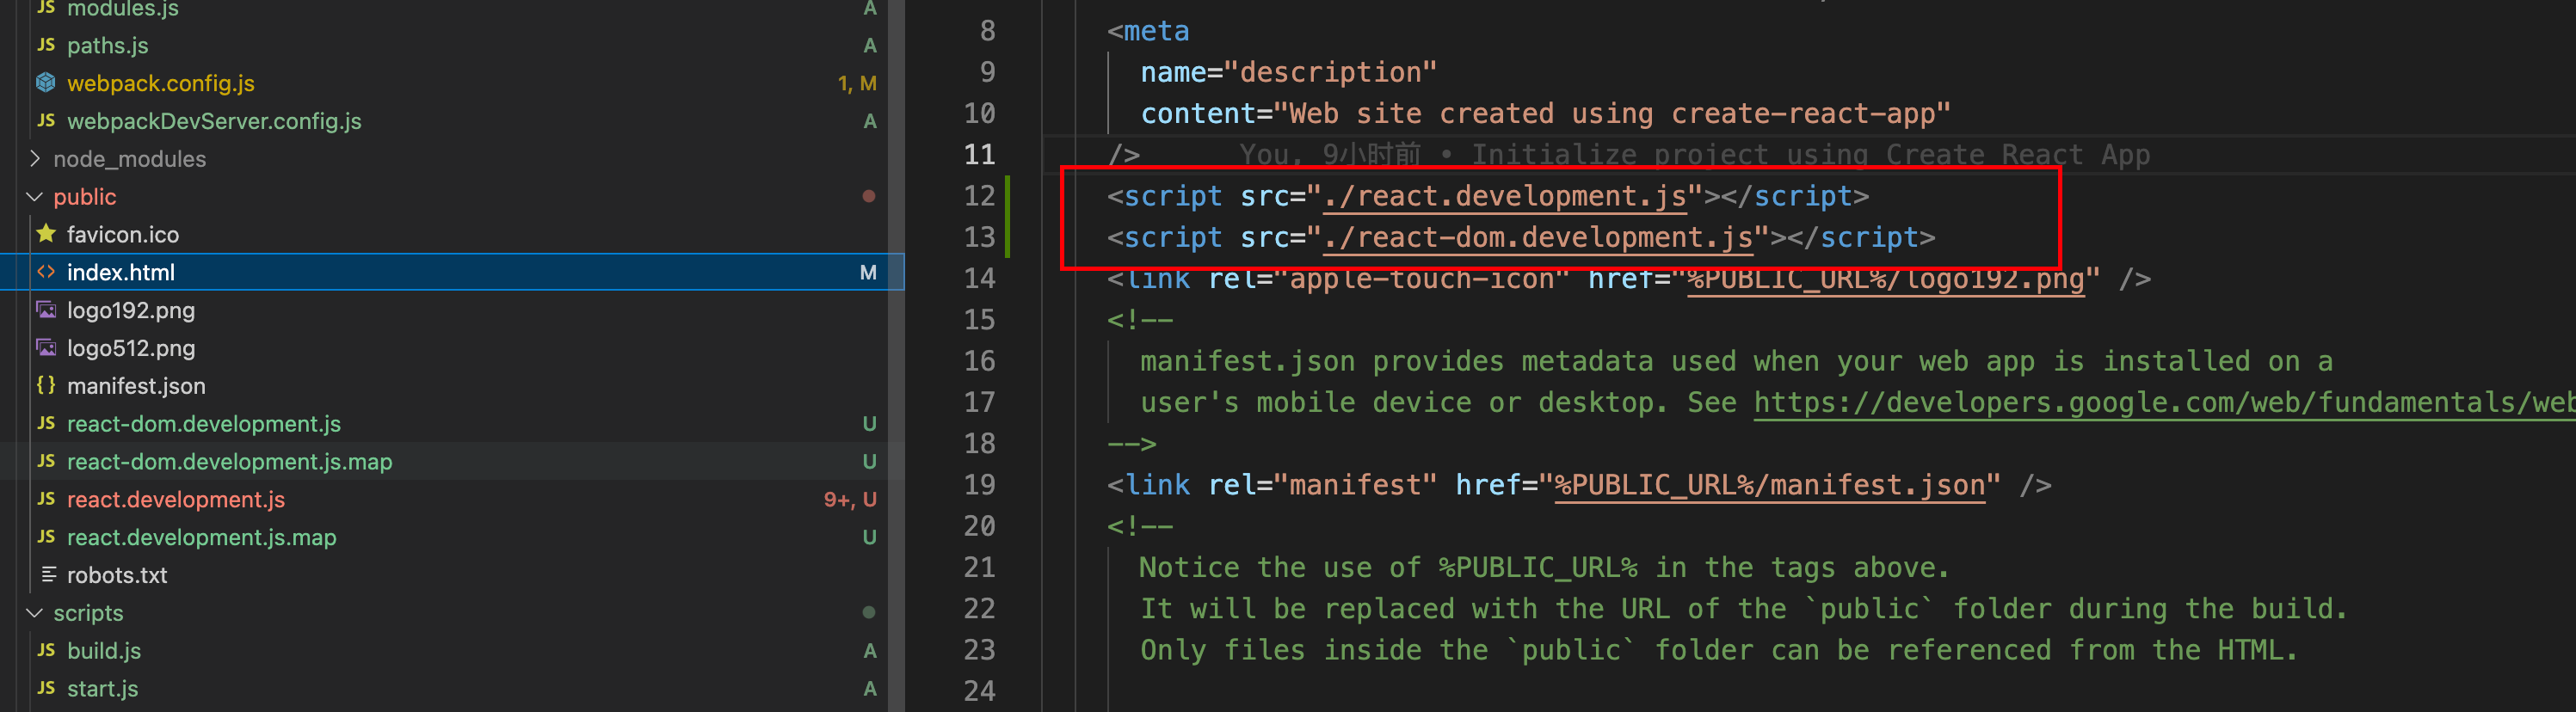 JS modules.js A
JS paths.js A
webpack.config.js 1, M
JS webpackDevServer.config.js A
node_modules
public
favicon.ico
<> index.html M
logo192.png
logo512.png
{} manifest.json
JS react-dom.development.js U
JS react-dom.development.js.map U
JS react.development.js 9+, U
JS react.development.js.map U
robots.txt
scripts
JS build.js A
JS start.js A
8 <meta
9 name="description"
10 content="Web site created using create-react-app"
11 /> You, 9小时前 • Initialize project using Create React App
12 <script src="./react.development.js"></script>
13 <script src="./react-dom.development.js"></script>
14 <link rel="apple-touch-icon" href="%PUBLIC_URL%/logo192.png" />
15 <!--
16 manifest.json provides metadata used when your web app is installed on a
17 user's mobile device or desktop. See https://developers.google.com/web/fundamentals/web
18 -->
19 <link rel="manifest" href="%PUBLIC_URL%/manifest.json" />
20 <!--
21 Notice the use of %PUBLIC_URL% in the tags above.
22 It will be replaced with the URL of the `public` folder during the build.
23 Only files inside the `public` folder can be referenced from the HTML.
24